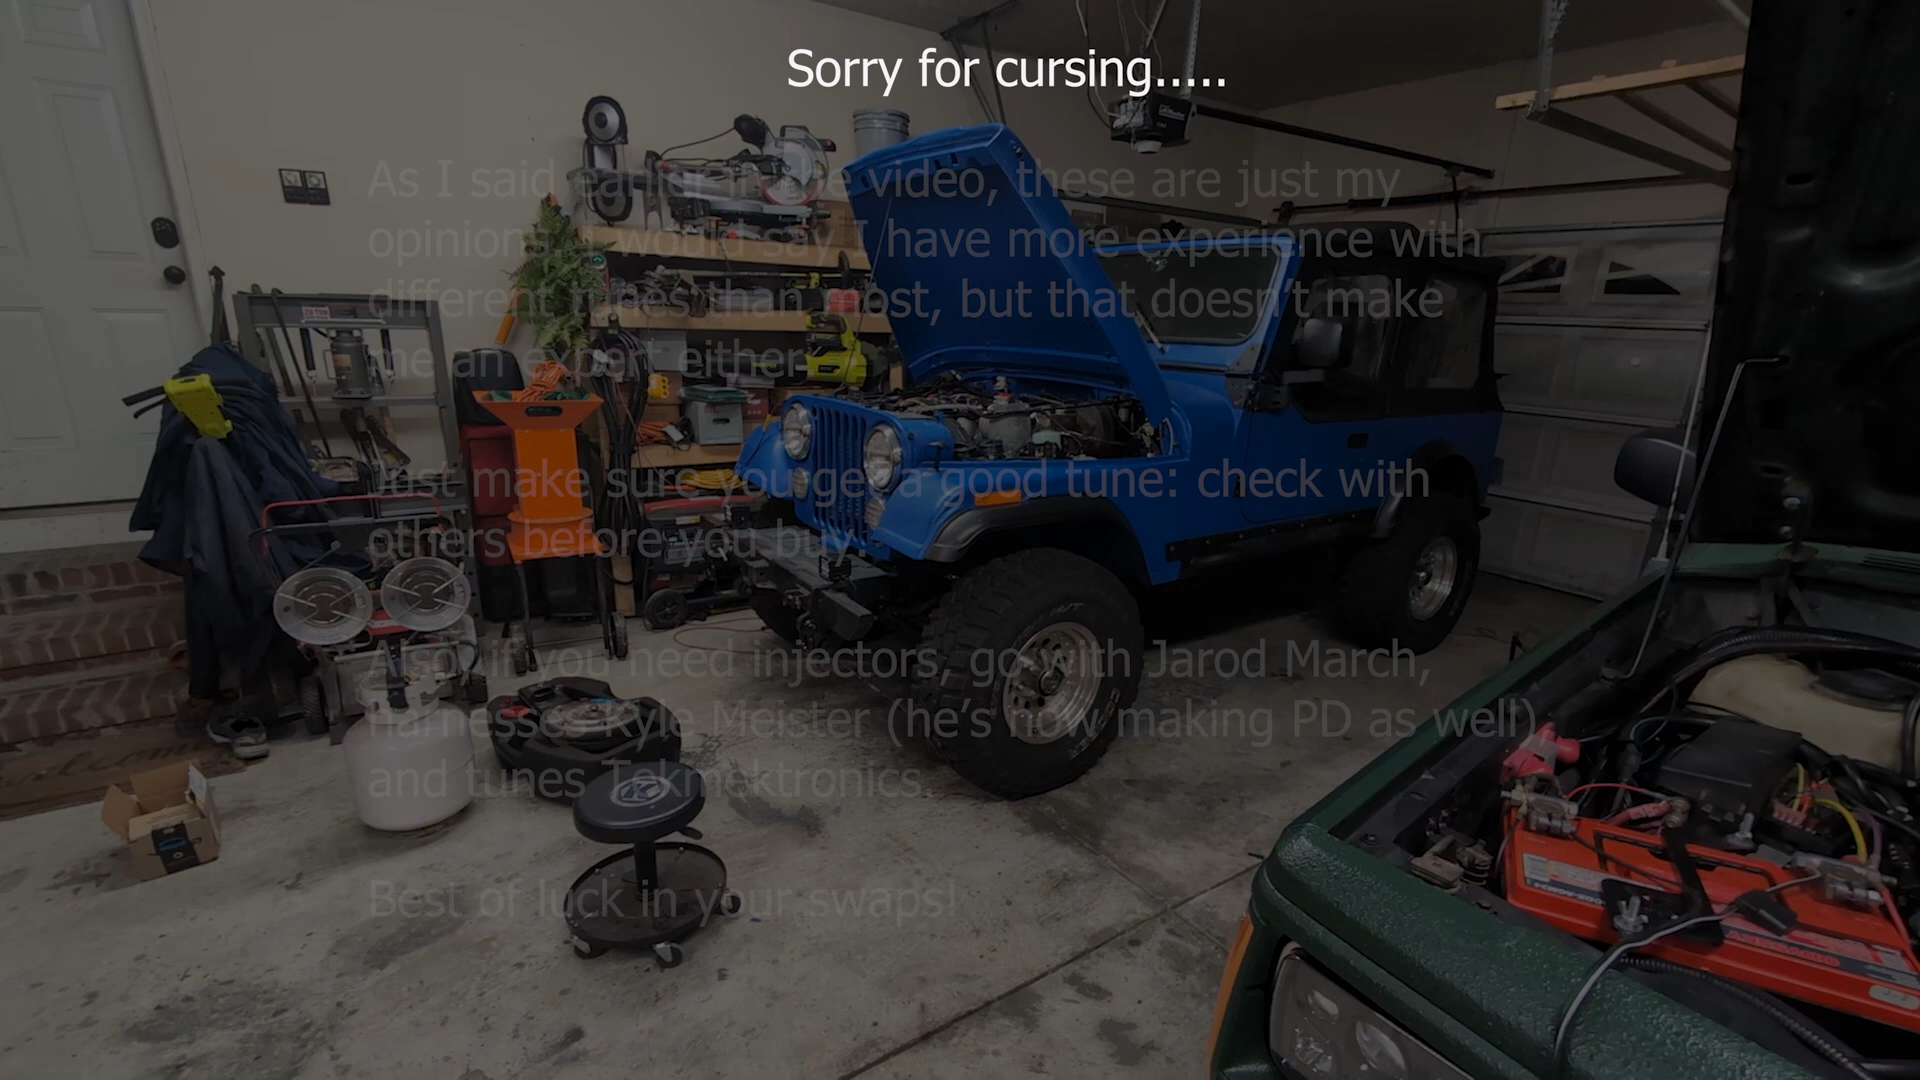 Sorry for cursing.....
As I said earlier in the video, these are just my
opinions. I would say I have more experience with
different tunes than most, but that doesn't make
me an expert either.
Just make sure you get a good tune: check with
others before you buy.
Also, if you need injectors, go with Jarod March,
harnesses Kyle Meister (he's now making PD as well)
and tunes Tekmektronics.
Best of luck in your swaps!